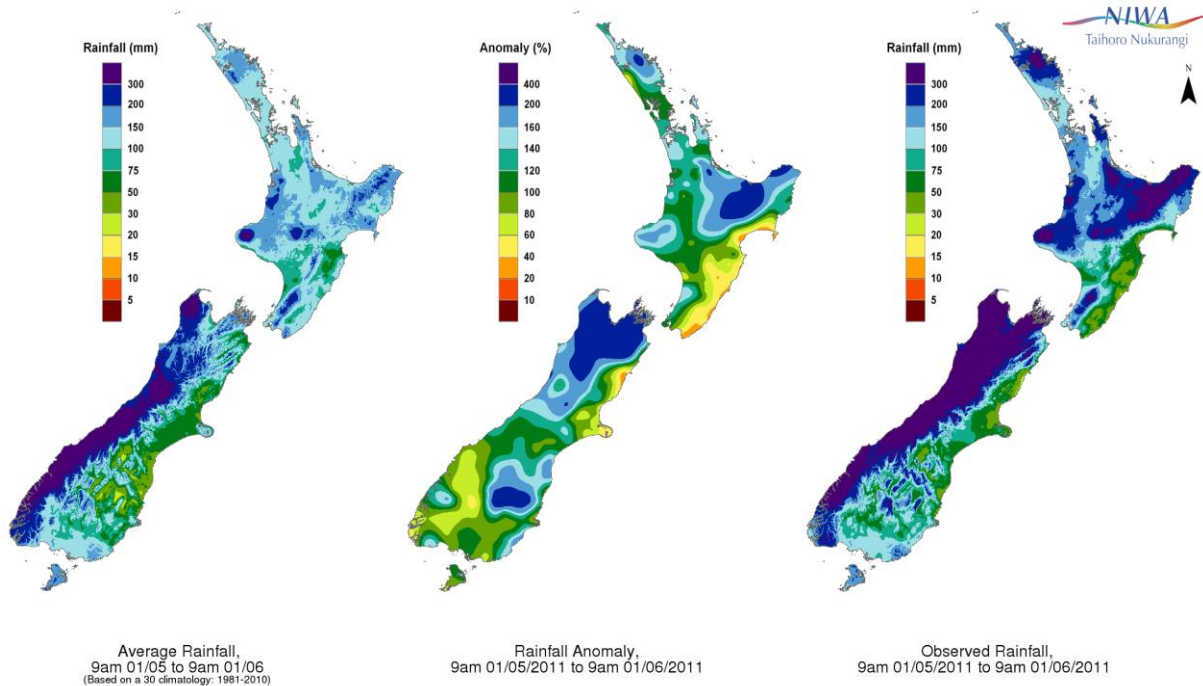 NIWA
Taihoro Nukurangi
N
Rainfall (mm)
300
200
150
100
75
50
30
20
15
10
5
Anomaly (%)
400
200
160
140
120
100
80
60
40
20
10
Rainfall (mm)
300
200
150
100
75
50
30
20
15
10
5
Average Rainfall,
9am 01/05 to 9am 01/06
(Based on a 30 climatology: 1981-2010)
Rainfall Anomaly,
9am 01/05/2011 to 9am 01/06/2011
Observed Rainfall,
9am 01/05/2011 to 9am 01/06/2011